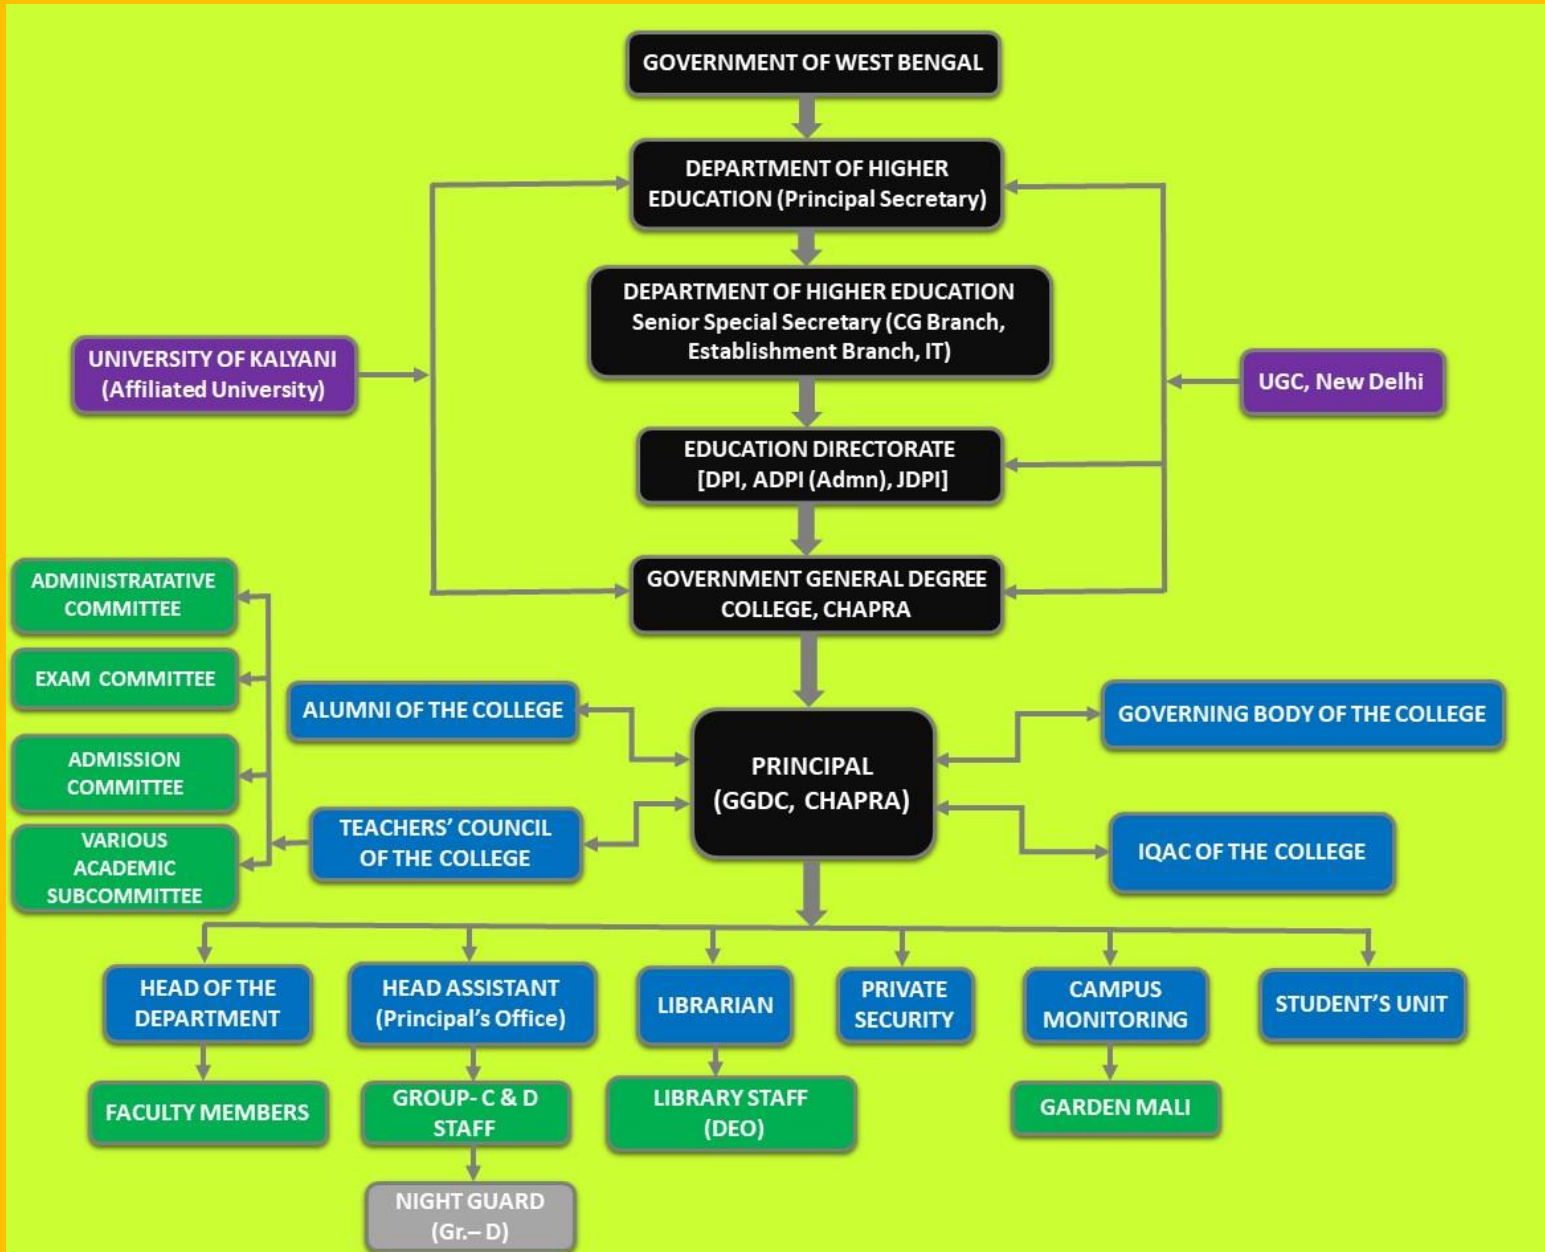 GOVERNMENT OF WEST BENGAL
DEPARTMENT OF HIGHER
EDUCATION (Principal Secretary)
DEPARTMENT OF HIGHER EDUCATION
Senior Special Secretary (CG Branch,
Establishment Branch, IT)
UNIVERSITY OF KALYANI
(Affiliated University)
UGC, New Delhi
EDUCATION DIRECTORATE
[DPI, ADPI (Admn), JDPI]
GOVERNMENT GENERAL DEGREE
COLLEGE, CHAPRA
ADMINISTRATATIVE
COMMITTEE
EXAM COMMITTEE
ADMISSION
COMMITTEE
VARIOUS
ACADEMIC
SUBCOMMITTEE
ALUMNI OF THE COLLEGE
TEACHERS’ COUNCIL
OF THE COLLEGE
PRINCIPAL
(GGDC, CHAPRA)
GOVERNING BODY OF THE COLLEGE
IQAC OF THE COLLEGE
HEAD OF THE
DEPARTMENT
HEAD ASSISTANT
(Principal’s Office)
LIBRARIAN
PRIVATE
SECURITY
CAMPUS
MONITORING
STUDENT’S UNIT
FACULTY MEMBERS
GROUP- C & D
STAFF
LIBRARY STAFF
(DEO)
GARDEN MALI
NIGHT GUARD
(Gr.– D)